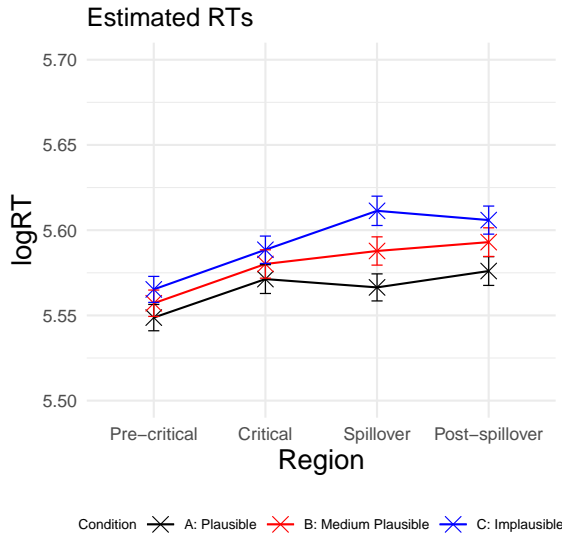 Estimated RTs
5.70
5.65
5.60
5.55
5.50
logRT
Pre−critical Critical Spillover Post−spillover
Region
Condition A: Plausible B: Medium Plausible C: Implausible